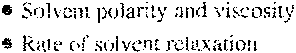 ● Solvent polarity and viscosity
● Rate of solvent relaxation